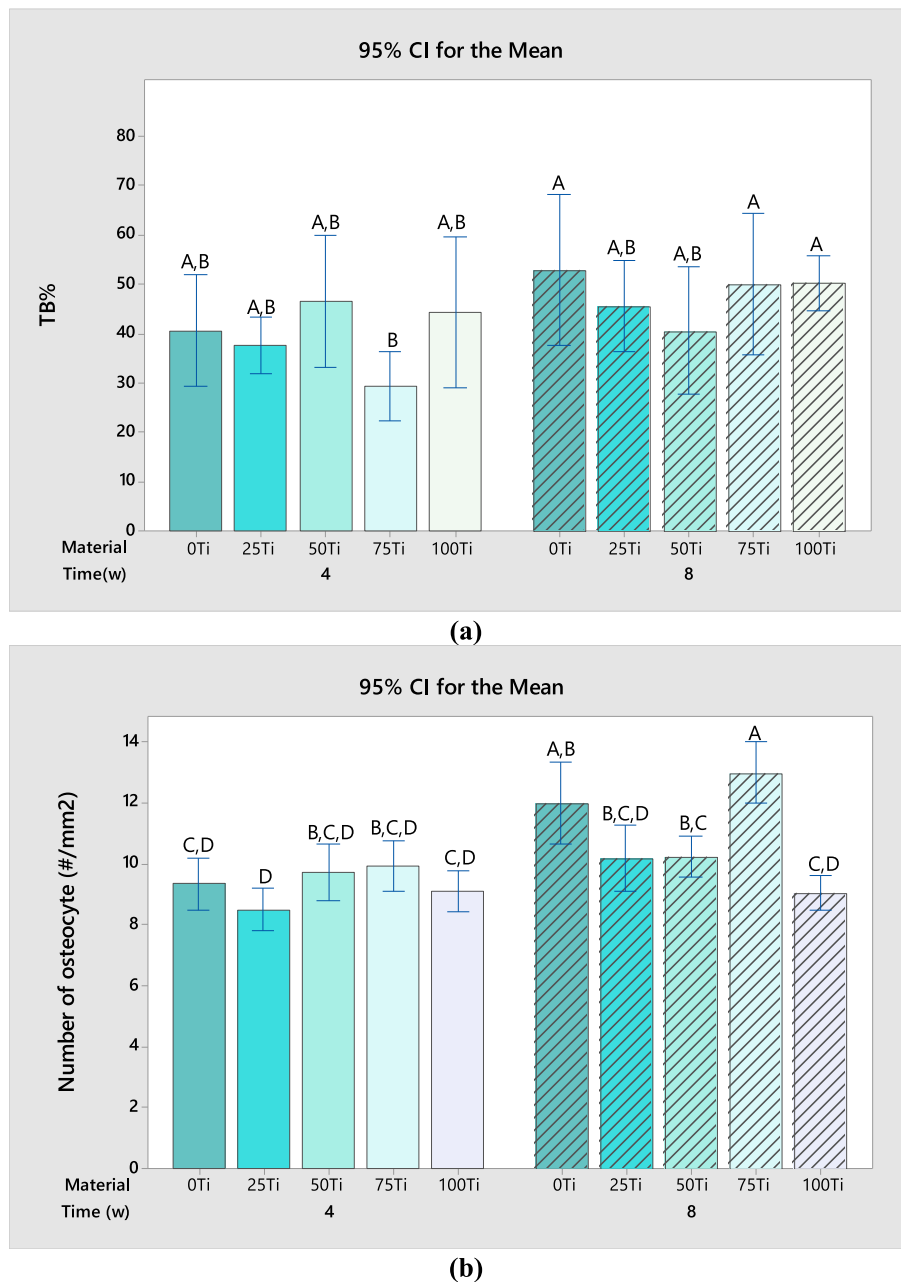 95% CI for the Mean
TB%
80
70
60
50
40
30
20
10
0
A,B
A,B
A,B
B
A,B
A
A,B
A,B
A
A
Material
0Ti 25Ti 50Ti 75Ti 100Ti 0Ti 25Ti 50Ti 75Ti 100Ti
Time(w) 4 8
(a)
95% CI for the Mean
Number of osteocyte (#/mm2)
14
12
10
8
6
4
2
0
C,D
D
B,C,D
B,C,D
C,D
A,B
B,C,D
B,C
A
C,D
Material
0Ti 25Ti 50Ti 75Ti 100Ti 0Ti 25Ti 50Ti 75Ti 100Ti
Time (w) 4 8
(b)